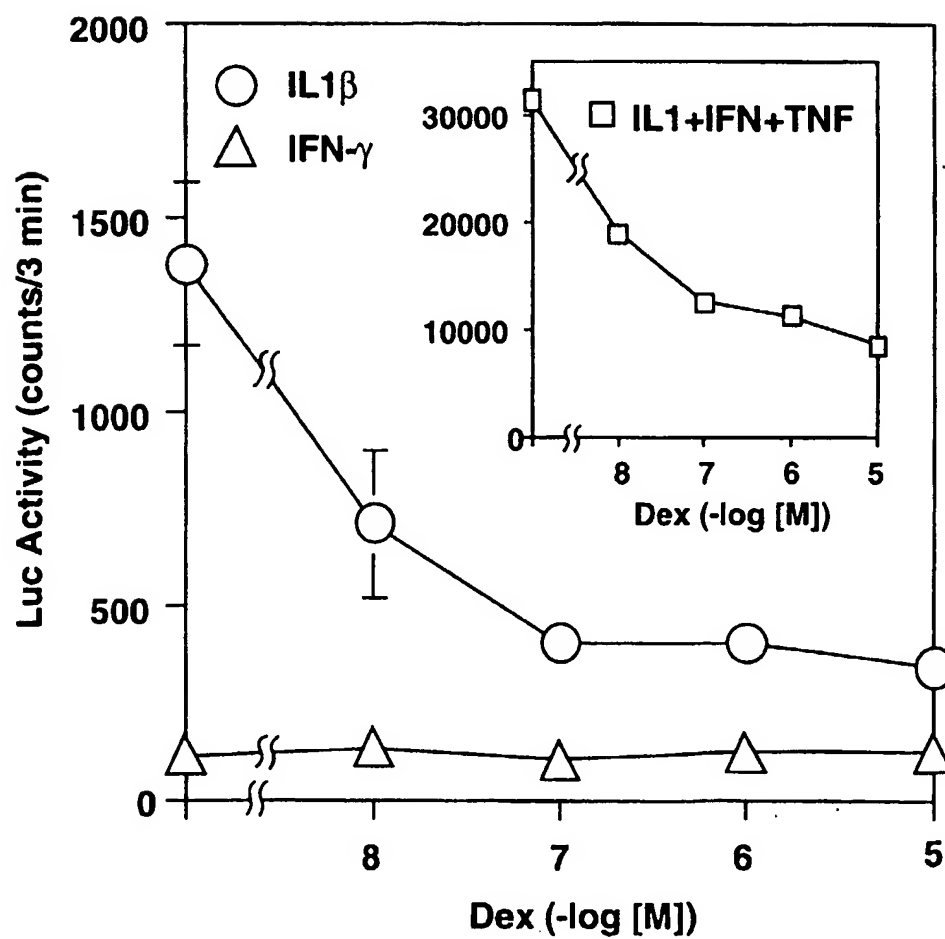 2000
1500
1000
500
0
Luc Activity (counts/3 min)
IL1β
IFN-γ
30000
20000
10000
0
IL1+IFN+TNF
8 7 6 5
Dex (-log [M])
8 7 6 5
Dex (-log [M])